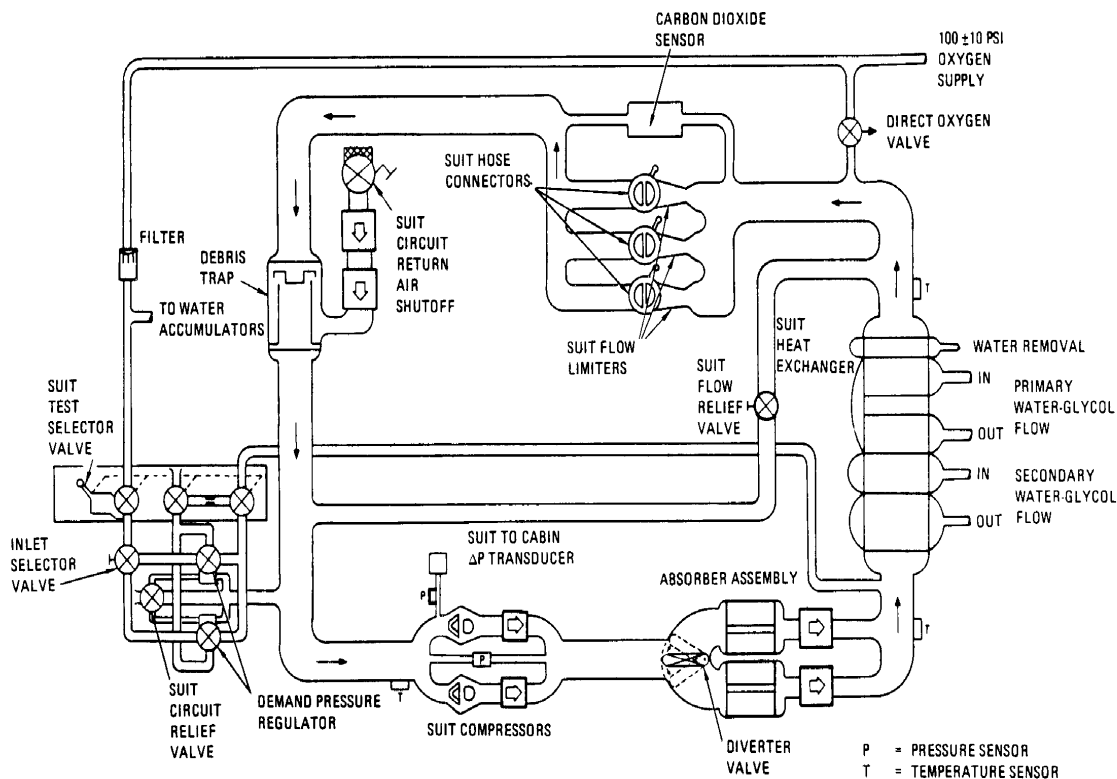 CARBON DIOXIDE
SENSOR
100 ±10 PSI
OXYGEN
SUPPLY
DIRECT OXYGEN
VALVE
SUIT HOSE
CONNECTORS
SUIT
CIRCUIT
RETURN
AIR
SHUTOFF
FILTER
DEBRIS
TRAP
TO WATER
ACCUMULATORS
SUIT FLOW
LIMITERS
SUIT
HEAT
EXCHANGER
SUIT
FLOW
RELIEF
VALVE
T
WATER REMOVAL
IN
PRIMARY
WATER-GLYCOL
FLOW
OUT
IN
SECONDARY
WATER-GLYCOL
FLOW
OUT
SUIT
TEST
SELECTOR
VALVE
INLET
SELECTOR
VALVE
SUIT TO CABIN
ΔP TRANSDUCER
P
P
ABSORBER ASSEMBLY
T
T
SUIT
CIRCUIT
RELIEF
VALVE
DEMAND PRESSURE
REGULATOR
SUIT COMPRESSORS
DIVERTER
VALVE
P = PRESSURE SENSOR
T = TEMPERATURE SENSOR